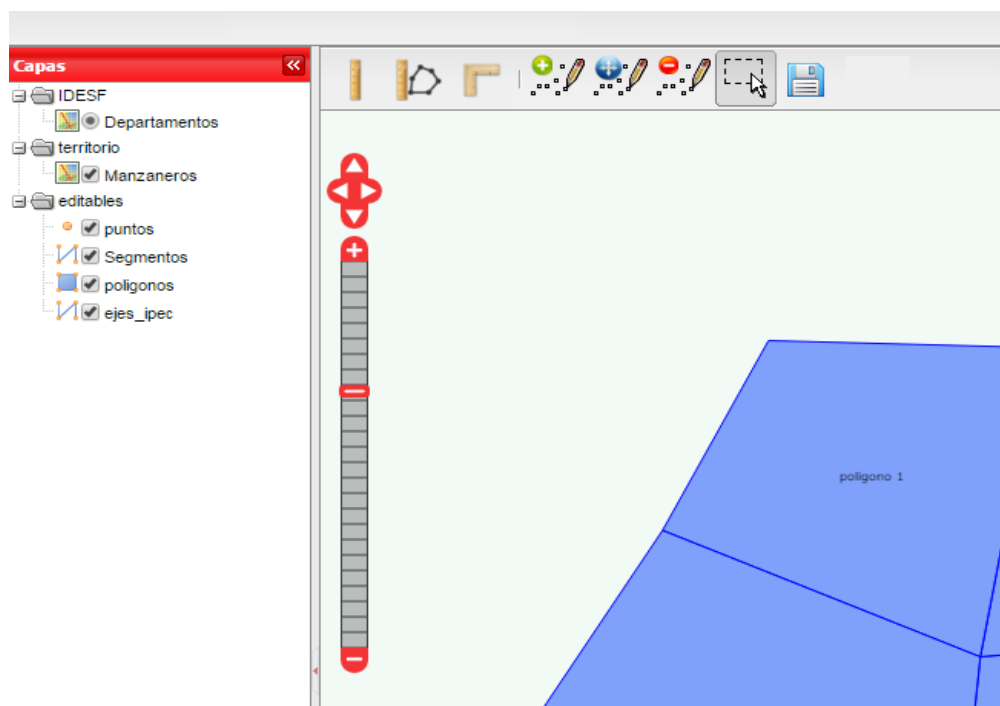 Capas
IDESF
Departamentos
territorio
Manzaneros
editables
puntos
Segmentos
poligonos
ejes_ipec
poligono 1